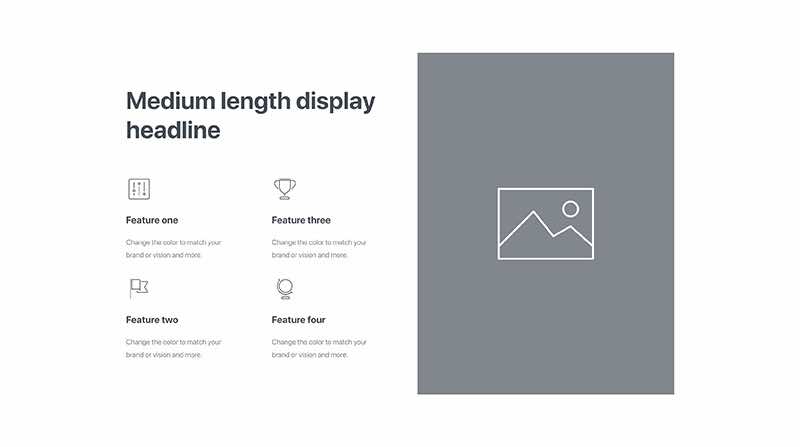 Medium length display
headline
Feature one
Change the color to match your
brand or vision and more.
Feature three
Change the color to match your
brand or vision and more.
Feature two
Change the color to match your
brand or vision and more.
Feature four
Change the color to match your
brand or vision and more.